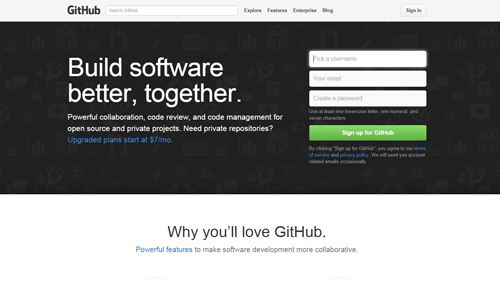 GitHub
Search GitHub
Explore Features Enterprise Blog
Sign in
Build software
better, together.
Powerful collaboration, code review, and code management for
open source and private projects. Need private repositories?
Upgraded plans start at $7/mo.
Pick a username
Your email
Create a password
Use at least one lowercase letter, one numeral, and
seven characters.
Sign up for GitHub
By clicking "Sign up for GitHub", you agree to our terms
of service and privacy policy. We will send you account
related emails occasionally.
Why you'll love GitHub.
Powerful features to make software development more collaborative.